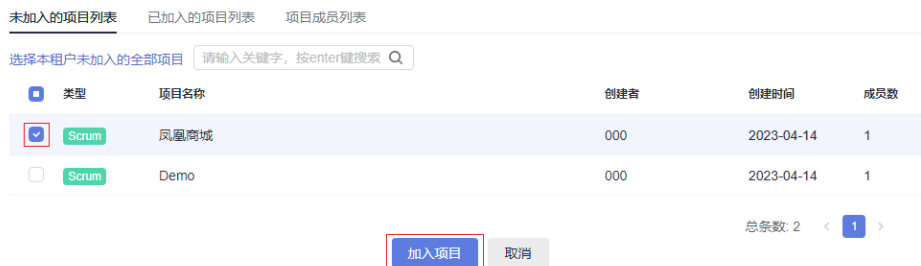 未加入的项目列表 已加入的项目列表 项目成员列表
选择本租户未加入的全部项目 请输入关键字，按enter键搜索
类型 项目名称 创建者 创建时间 成员数
Scrum 凤凰商城 000 2023-04-14 1
Scrum Demo 000 2023-04-14 1
总条数: 2 < 1 >
加入项目 取消